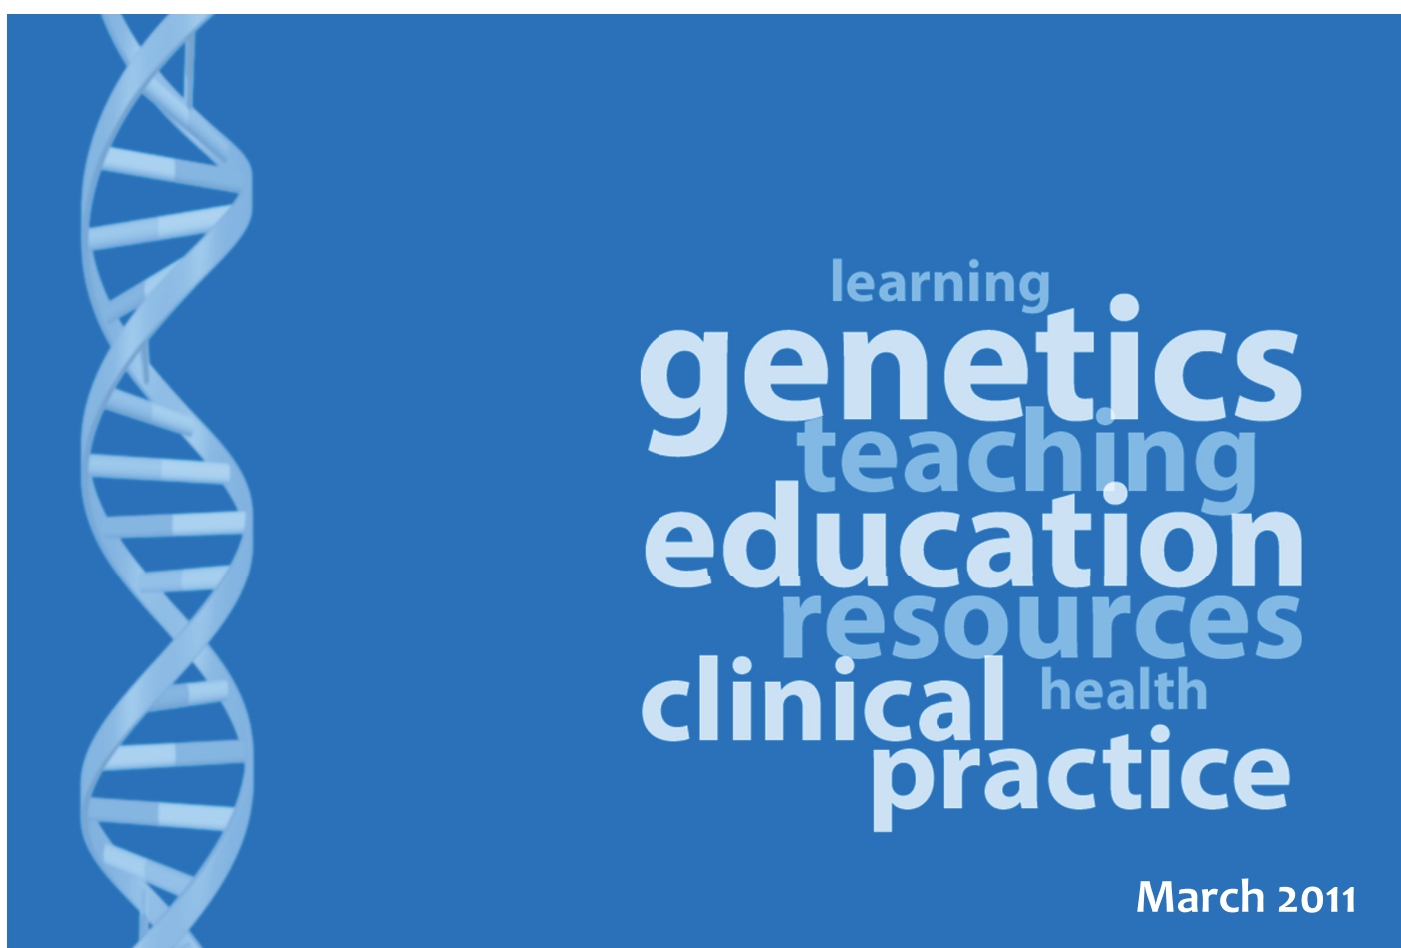 learning
genetics
teaching
education
resources
clinical health
practice
March 2011